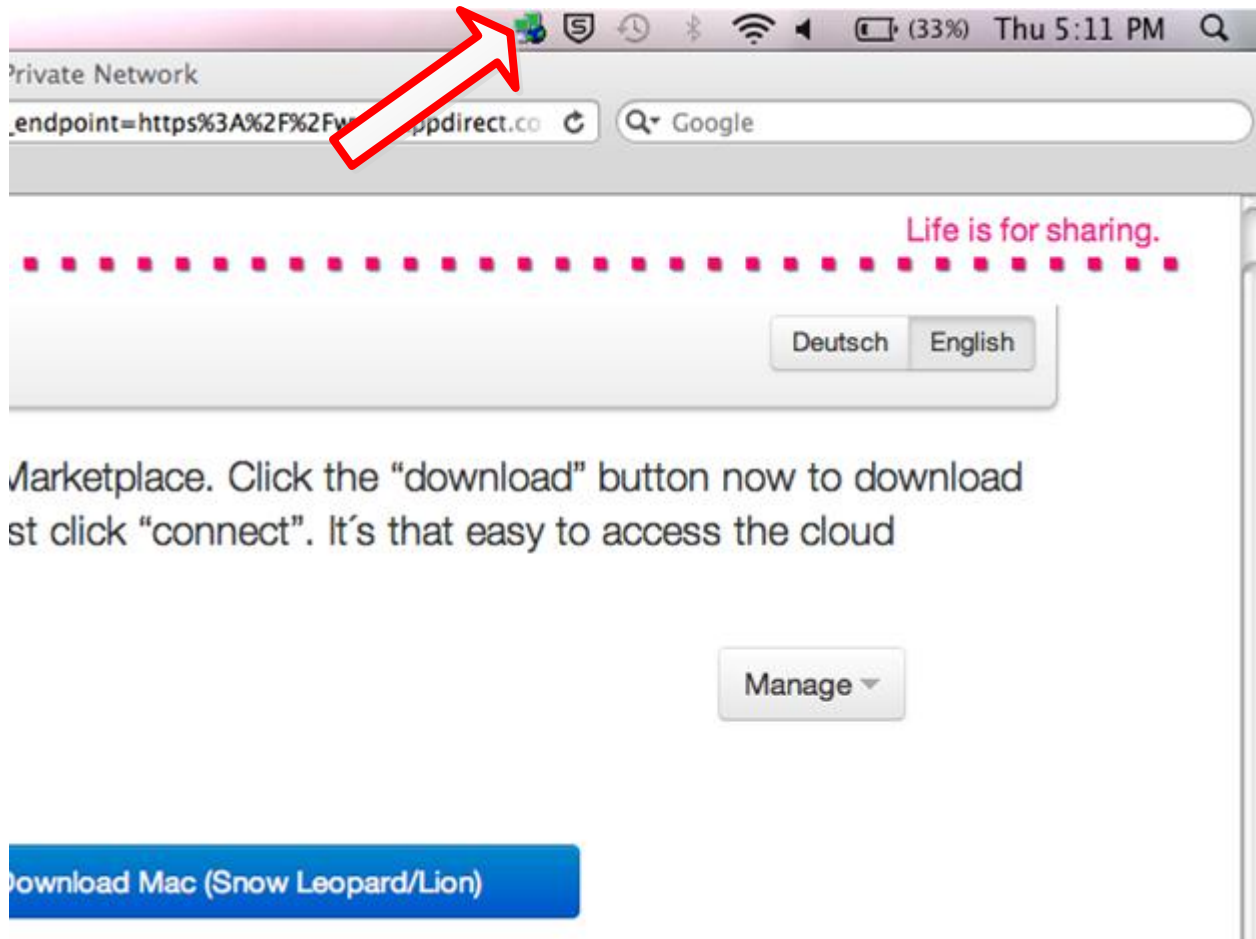 (33%) Thu 5:11 PM
Private Network
_endpoint=https%3A%2F%2Fw ppdirect.co
Google
Life is for sharing.
Deutsch English
Marketplace. Click the “download” button now to download
st click “connect”. It´s that easy to access the cloud
Manage
Download Mac (Snow Leopard/Lion)